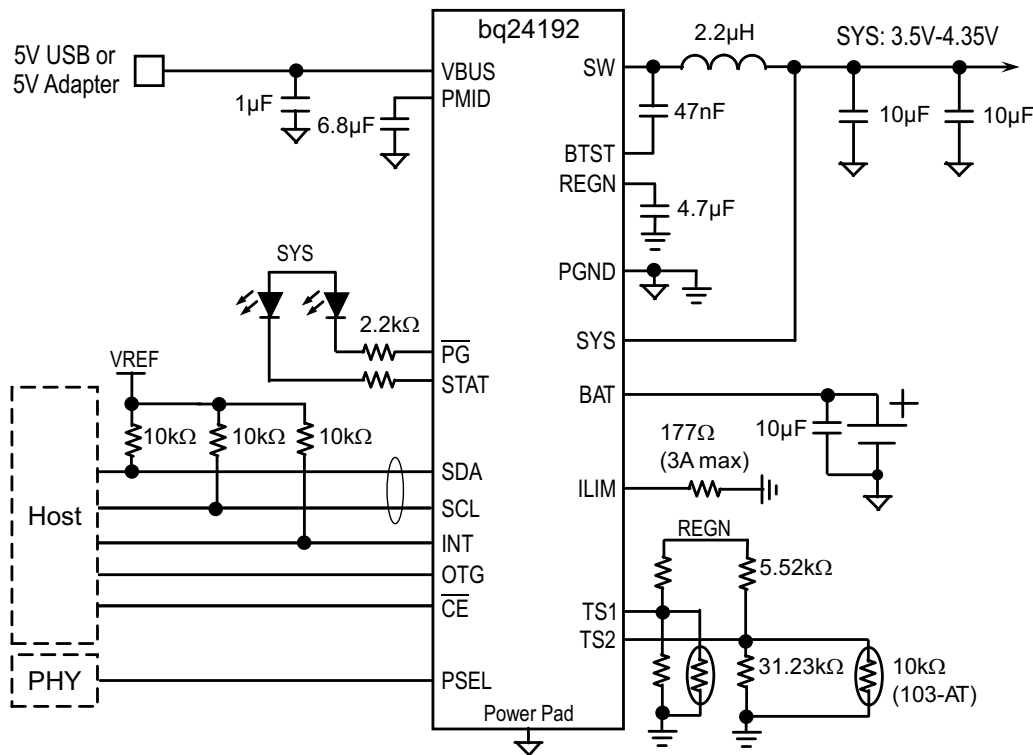 bq24192
5V USB or
5V Adapter
VBUS
PMID
1µF
6.8µF
SW
2.2µH
SYS: 3.5V-4.35V
47nF
10µF
10µF
BTST
REGN
4.7µF
PGND
SYS
SYS
2.2kΩ
PG
STAT
VREF
10kΩ
10kΩ
10kΩ
BAT
10µF
177Ω
(3A max)
ILIM
Host
SDA
SCL
INT
OTG
CE
REGN
5.52kΩ
TS1
TS2
31.23kΩ
10kΩ
(103-AT)
PHY
PSEL
Power Pad